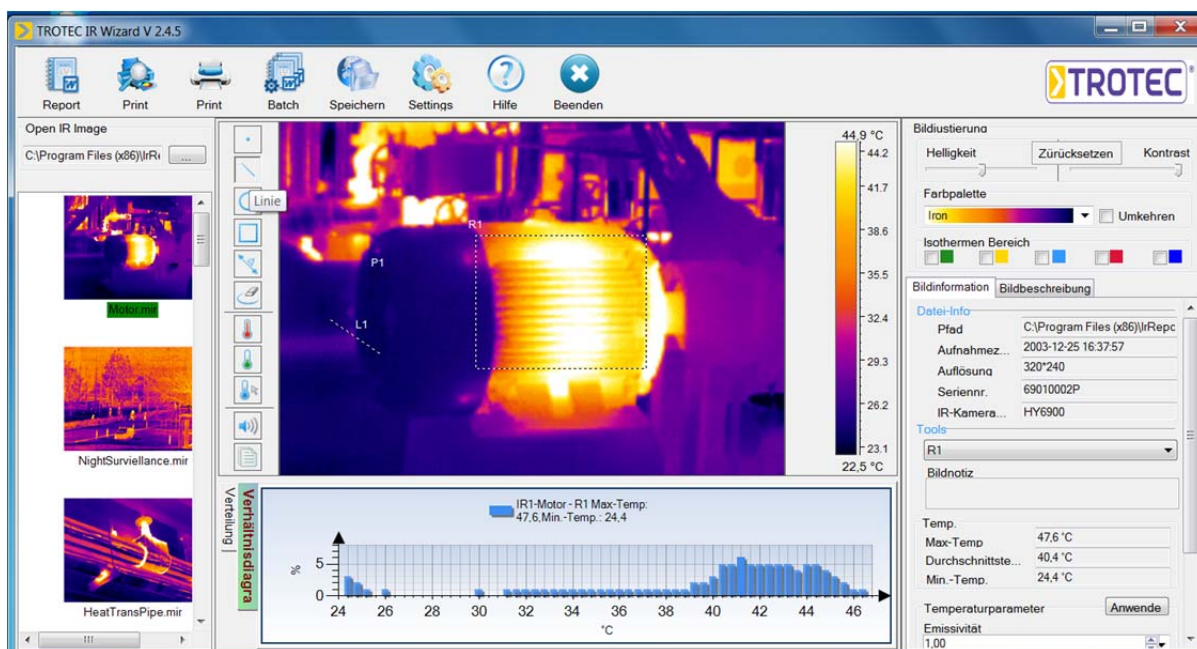 TROTEC IR Wizard V 2.4.5
Report
Print
Print
Batch
Speichern
Settings
Hilfe
Beenden
TROTEC
Open IR Image
C:\Program Files (x86)\IrRe
...
Motor.mir
NightSurviellance.mir
HeatTransPipe.mir
Linie
R1
P1
L1
44,9 °C
44.2
41.7
38.6
35.5
32.4
29.3
26.2
23.1
22,5 °C
Verteilung
Verhältnisdiagra
IR1-Motor - R1 Max-Temp:
47,6,Min.-Temp.: 24,4
%
5
0
24 26 28 30 32 34 36 38 40 42 44 46
°C
Bildjustierung
Helligkeit
Zürücksetzen
Kontrast
Farbpalette
Iron
Umkehren
Isothermen Bereich
Bildinformation
Bildbeschreibung
Datei-Info
Pfad C:\Program Files (x86)\IrRepc
Aufnahmez... 2003-12-25 16:37:57
Auflösung 320*240
Seriennr. 69010002P
IR-Kamera... HY6900
Tools
R1
Bildnotiz
Temp.
Max-Temp 47,6 °C
Durchschnittste... 40,4 °C
Min.-Temp. 24,4 °C
Temperaturparameter
Anwende
Emissivität
1,00